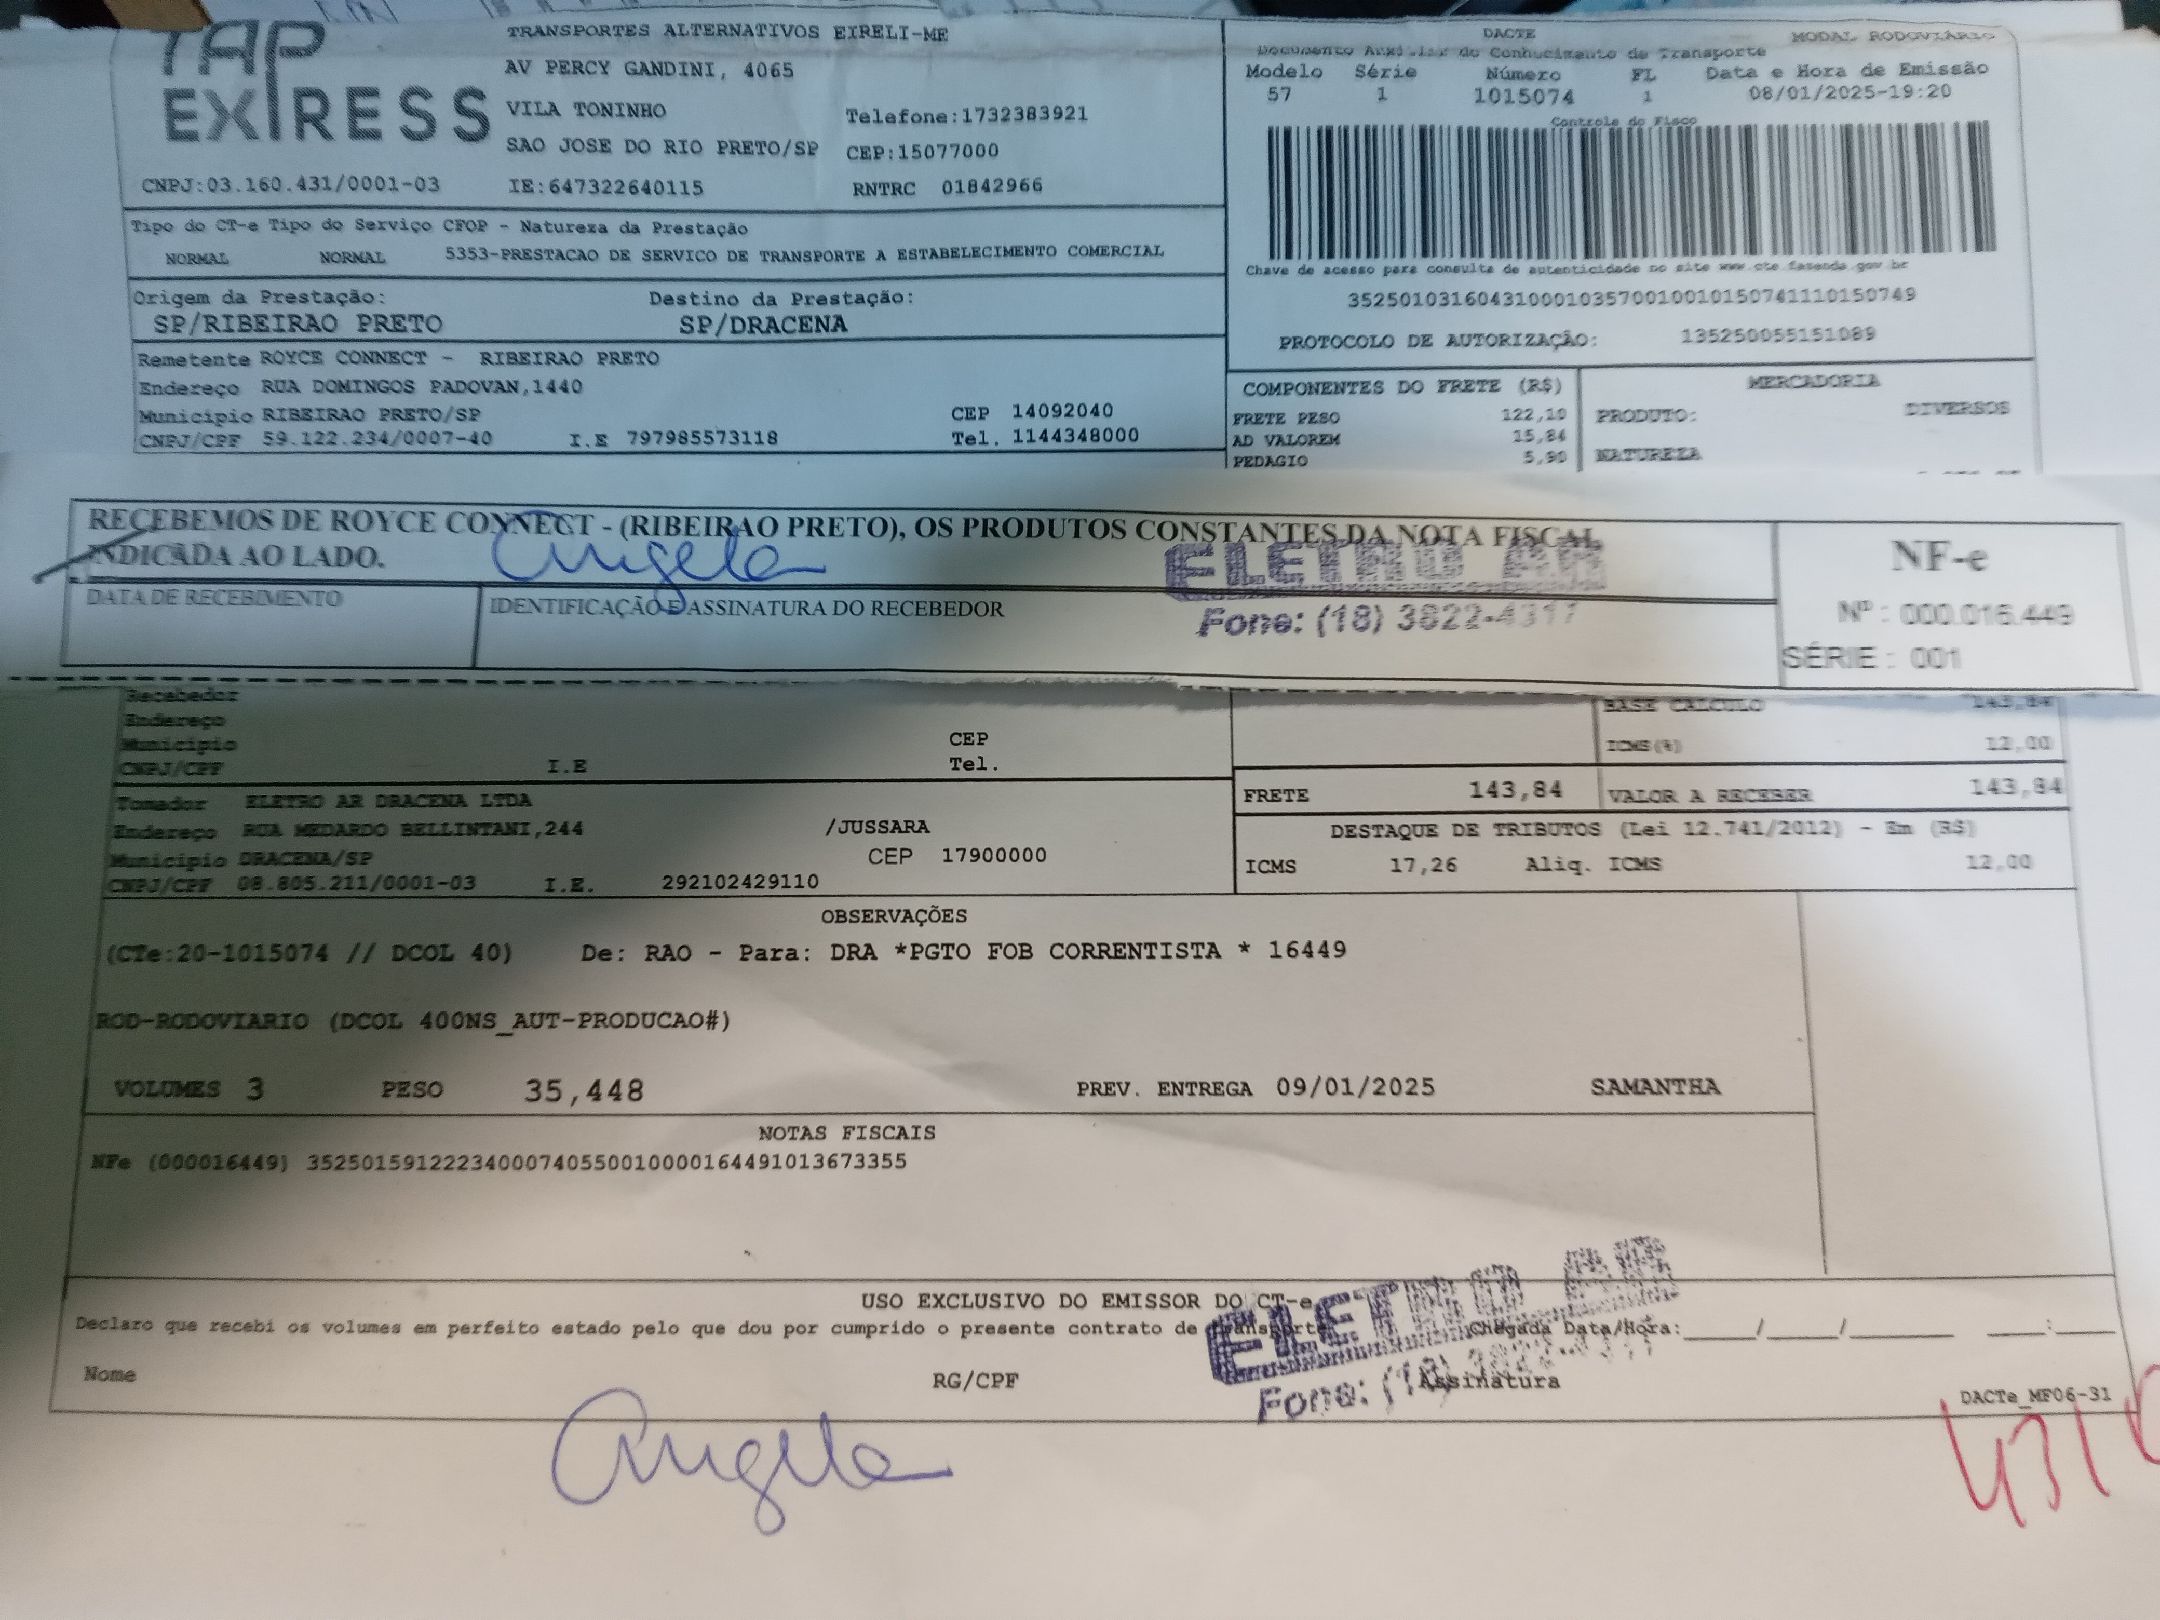 TAP EXPRESS
TRANSPORTES ALTERNATIVOS EIRELI-ME
AV PERCY GANDINI, 4065
VILA TONINHO Telefone:1732383921
SAO JOSE DO RIO PRETO/SP CEP:15077000
CNPJ:03.160.431/0001-03 IE:647322640115 RNTRC 01842966
DACTE MODAL RODOVIÁRIO
Documento Auxiliar do Conhecimento de Transporte
Modelo Série Número FL Data e Hora de Emissão
57 1 1015074 1 08/01/2025-19:20
Controle do Fisco
Chave de acesso para consulta de autenticidade no site www.cte.fazenda.gov.br
35250103160431000103570010010150741110150749
PROTOCOLO DE AUTORIZAÇÃO: 135250055151089
Tipo do CT-e Tipo do Serviço CFOP - Natureza da Prestação
NORMAL NORMAL 5353-PRESTACAO DE SERVICO DE TRANSPORTE A ESTABELECIMENTO COMERCIAL
Origem da Prestação: Destino da Prestação:
SP/RIBEIRAO PRETO SP/DRACENA
Remetente ROYCE CONNECT - RIBEIRAO PRETO
Endereço RUA DOMINGOS PADOVAN,1440
Município RIBEIRAO PRETO/SP CEP 14092040
CNPJ/CPF 59.122.234/0007-40 I.E 797985573118 Tel. 1144348000
COMPONENTES DO FRETE (R$) MERCADORIA
FRETE PESO 122,10 PRODUTO: DIVERSOS
AD VALOREM 15,84
PEDAGIO 5,90 NATUREZA
RECEBEMOS DE ROYCE CONNECT - (RIBEIRAO PRETO), OS PRODUTOS CONSTANTES DA NOTA FISCAL
INDICADA AO LADO.
Angela
ELETRO AR
Fone: (18) 3822-4317
DATA DE RECEBIMENTO IDENTIFICAÇÃO E ASSINATURA DO RECEBEDOR
NF-e
Nº : 000.016.449
SÉRIE : 001
Recebedor
Endereço
Município CEP
CNPJ/CPF I.E Tel.
BASE CALCULO 143,84
ICMS(%) 12,00
FRETE 143,84 VALOR A RECEBER 143,84
Tomador ELETRO AR DRACENA LTDA
Endereço RUA MEDARDO BELLINTANI,244 /JUSSARA
Município DRACENA/SP CEP 17900000
CNPJ/CPF 08.805.211/0001-03 I.E. 292102429110
DESTAQUE DE TRIBUTOS (Lei 12.741/2012) - Em (R$)
ICMS 17,26 Aliq. ICMS 12,00
OBSERVAÇÕES
(CTe:20-1015074 // DCOL 40) De: RAO - Para: DRA *PGTO FOB CORRENTISTA * 16449
ROD-RODOVIARIO (DCOL 400NS_AUT-PRODUCAO#)
VOLUMES 3 PESO 35,448 PREV. ENTREGA 09/01/2025 SAMANTHA
NOTAS FISCAIS
NFe (000016449) 35250159122234000740550010000164491013673355
USO EXCLUSIVO DO EMISSOR DO CT-e
Declaro que recebi os volumes em perfeito estado pelo que dou por cumprido o presente contrato de transporte Chegada Data/Hora:_____/_____/_______ ____:____
ELETRO AR
Fone: (18)
Nome RG/CPF Assinatura
DACTe_MF06-31
Angela